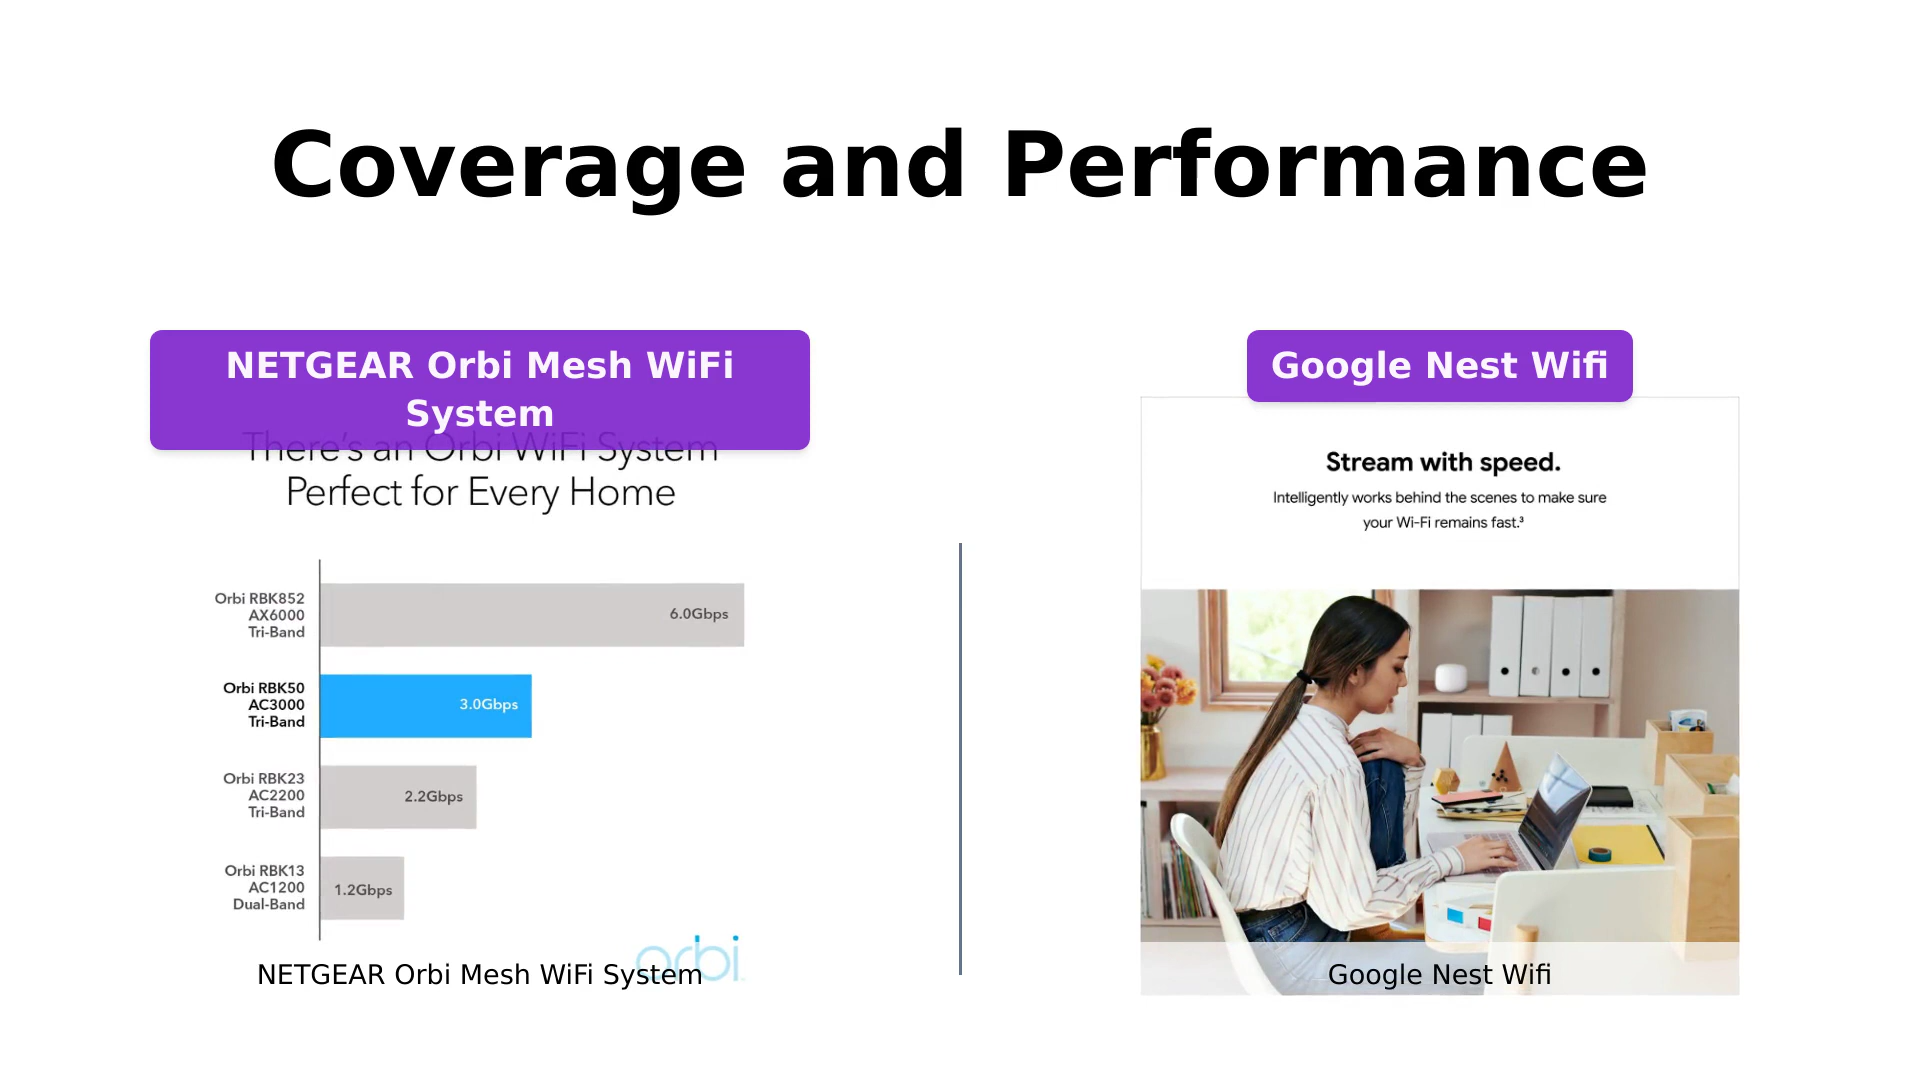 Coverage and Performance
NETGEAR Orbi Mesh WiFi
System
There's an Orbi WiFi System
Perfect for Every Home
Orbi RBK852
AX6000
Tri-Band
6.0Gbps
Orbi RBK50
AC3000
Tri-Band
3.0Gbps
Orbi RBK23
AC2200
Tri-Band
2.2Gbps
Orbi RBK13
AC1200
Dual-Band
1.2Gbps
orbi
NETGEAR Orbi Mesh WiFi System
Google Nest Wifi
Stream with speed.
Intelligently works behind the scenes to make sure
your Wi-Fi remains fast.³
Google Nest Wifi